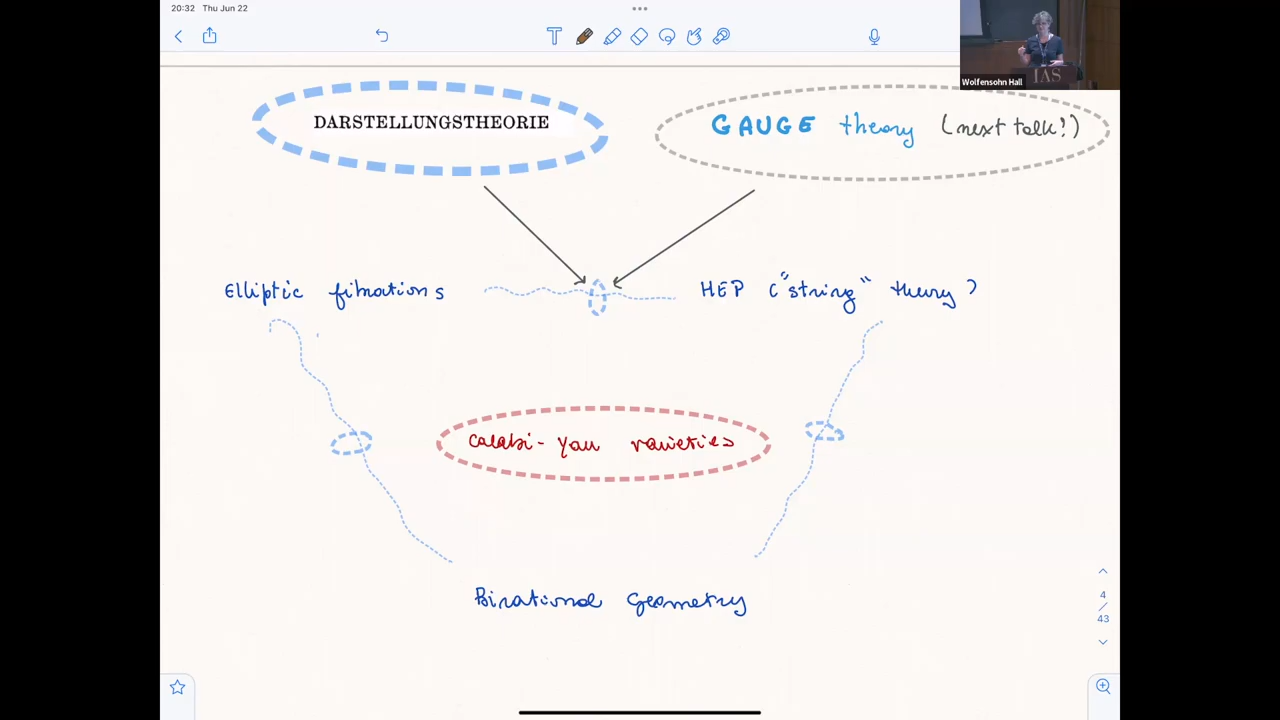 20:32 Thu Jun 22
Wolfensohn Hall
IAS
DARSTELLUNGSTHEORIE
GAUGE theory (next talk!)
Elliptic fibrations
HEP ("string" theory)
Calabi-Yau varieties
Birational Geometry
4
/
43